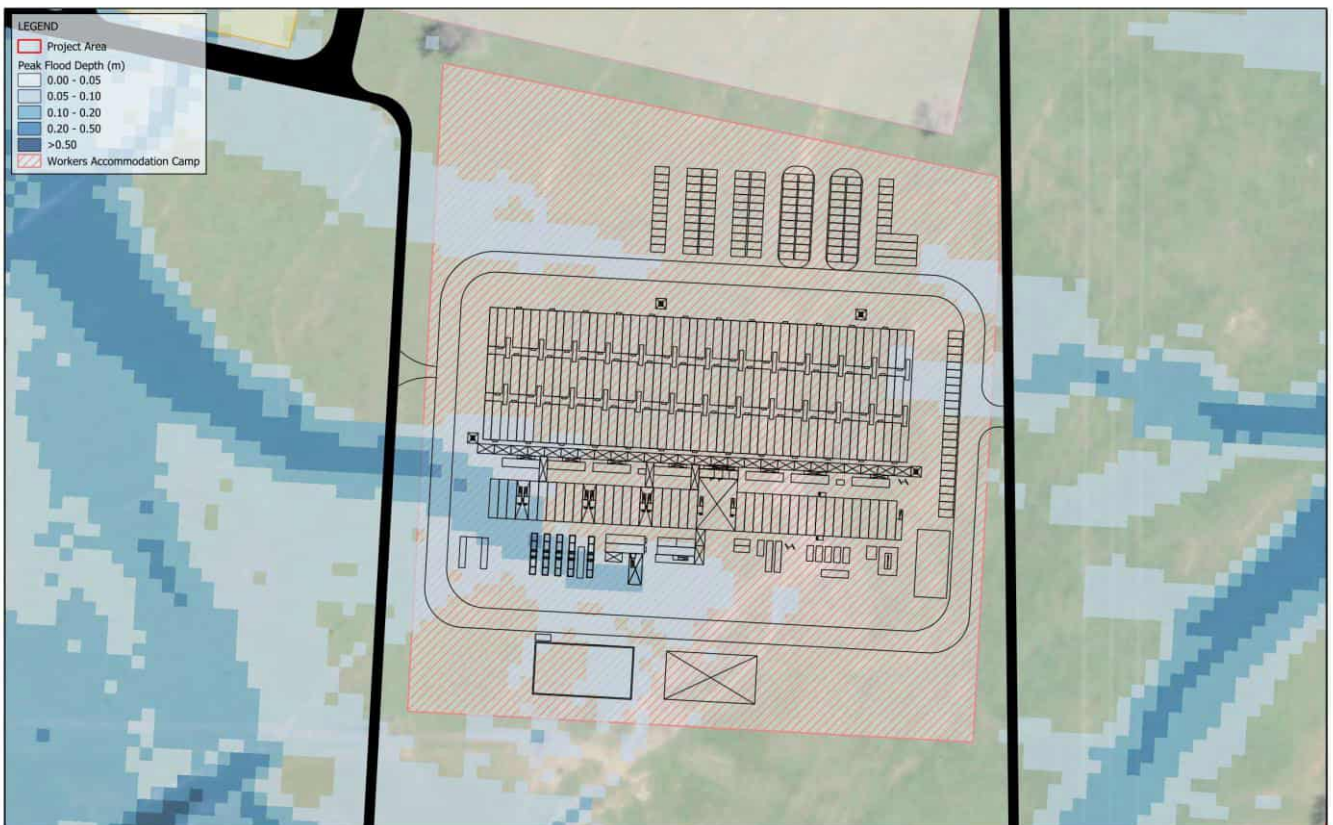 LEGEND
Project Area
Peak Flood Depth (m)
0.00 - 0.05
0.05 - 0.10
0.10 - 0.20
0.20 - 0.50
>0.50
Workers Accommodation Camp